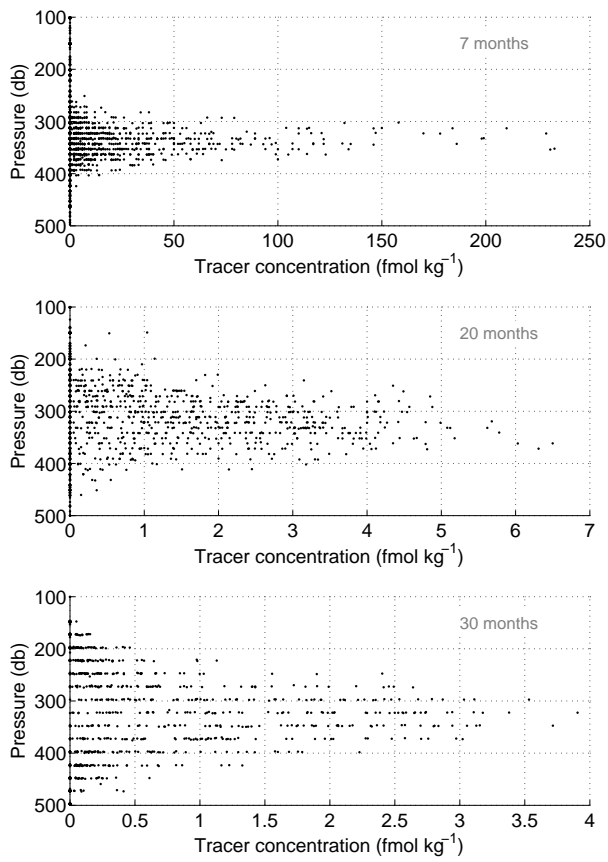 7 months
Pressure (db)
100
200
300
400
500
0 50 100 150 200 250
Tracer concentration (fmol kg⁻¹)
20 months
Pressure (db)
100
200
300
400
500
0 1 2 3 4 5 6 7
Tracer concentration (fmol kg⁻¹)
30 months
Pressure (db)
100
200
300
400
500
0 0.5 1 1.5 2 2.5 3 3.5 4
Tracer concentration (fmol kg⁻¹)